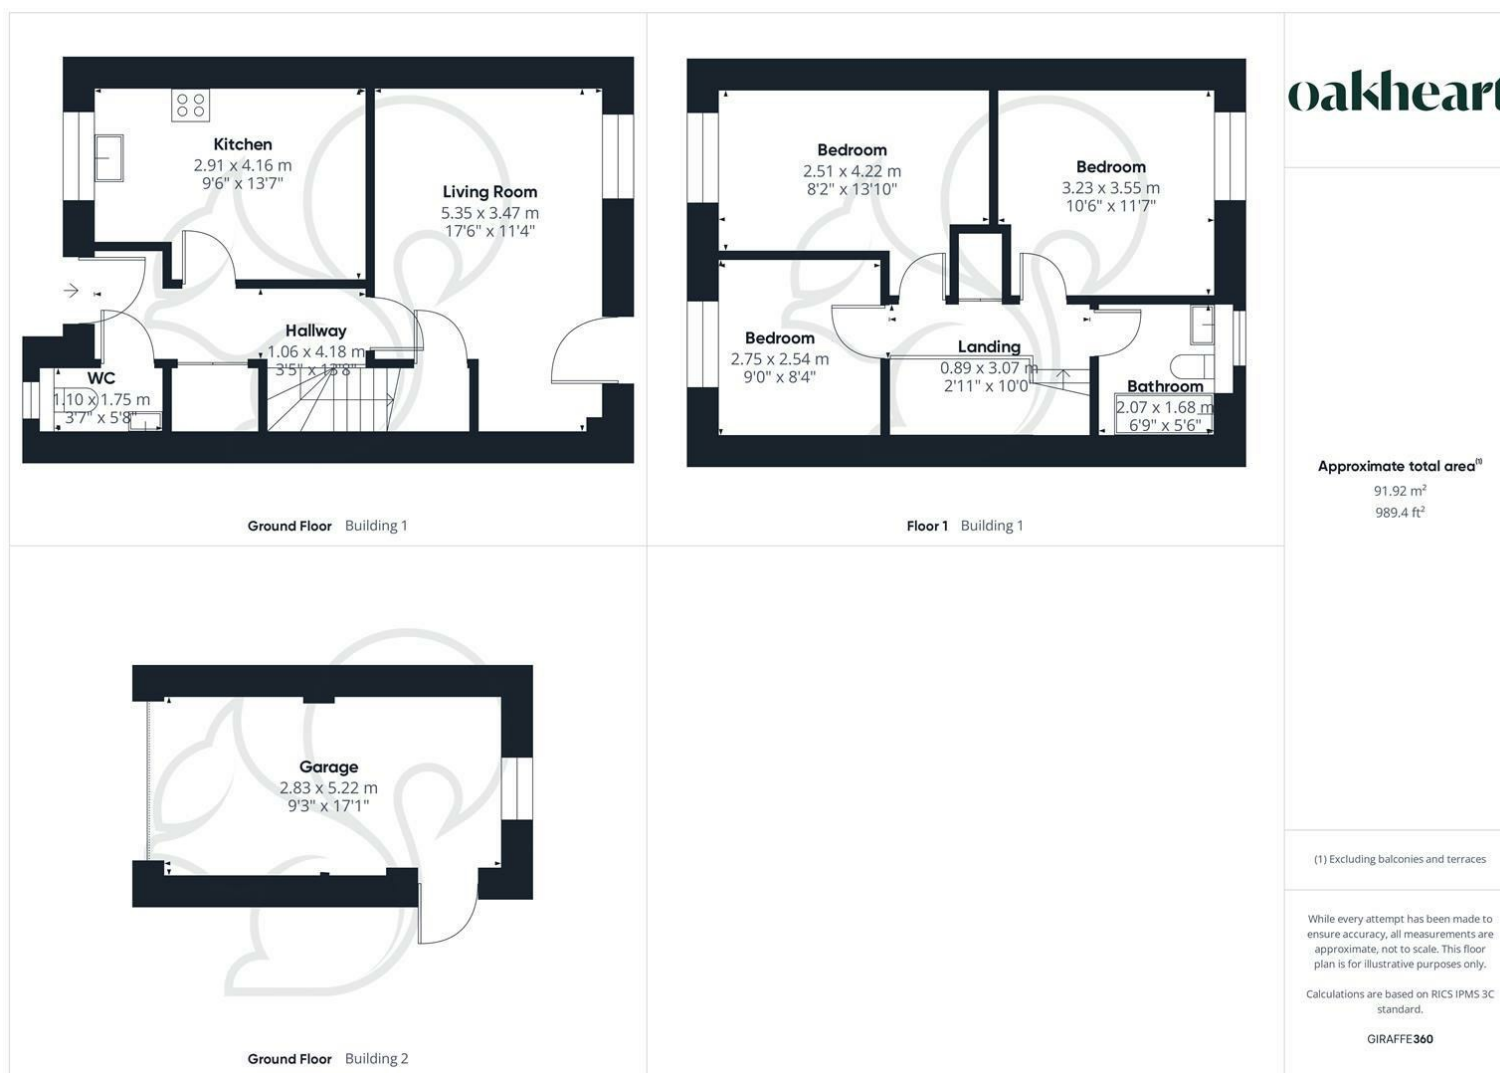 Kitchen
2.91 x 4.16 m
9'6" x 13'7"
Living Room
5.35 x 3.47 m
17'6" x 11'4"
Hallway
1.06 x 4.18 m
3'5" x 13'8"
WC
1.10 x 1.75 m
3'7" x 5'8"
Ground Floor Building 1
Bedroom
2.51 x 4.22 m
8'2" x 13'10"
Bedroom
3.23 x 3.55 m
10'6" x 11'7"
Bedroom
2.75 x 2.54 m
9'0" x 8'4"
Landing
0.89 x 3.07 m
2'11" x 10'0"
Bathroom
2.07 x 1.68 m
6'9" x 5'6"
Floor 1 Building 1
Garage
2.83 x 5.22 m
9'3" x 17'1"
Ground Floor Building 2
oakheart
Approximate total area(1)
91.92 m²
989.4 ft²
(1) Excluding balconies and terraces
While every attempt has been made to
ensure accuracy, all measurements are
approximate, not to scale. This floor
plan is for illustrative purposes only.
Calculations are based on RICS IPMS 3C
standard.
GIRAFFE360